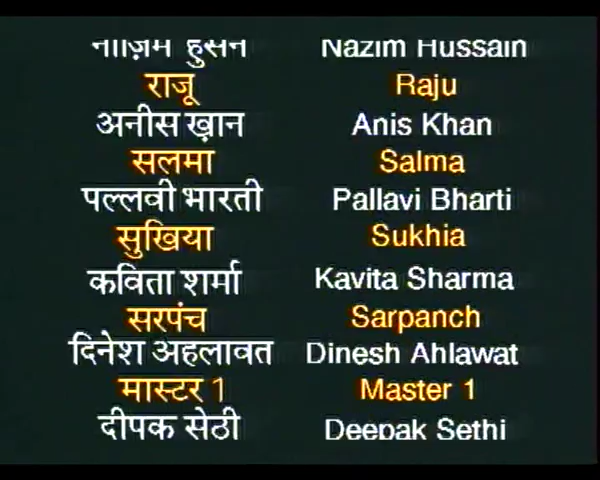 नाज़िम हुसैन Nazim Hussain
राजू Raju
अनीस ख़ान Anis Khan
सलमा Salma
पल्लवी भारती Pallavi Bharti
सुखिया Sukhia
कविता शर्मा Kavita Sharma
सरपंच Sarpanch
दिनेश अहलावत Dinesh Ahlawat
मास्टर 1 Master 1
दीपक सेठी Deepak Sethi